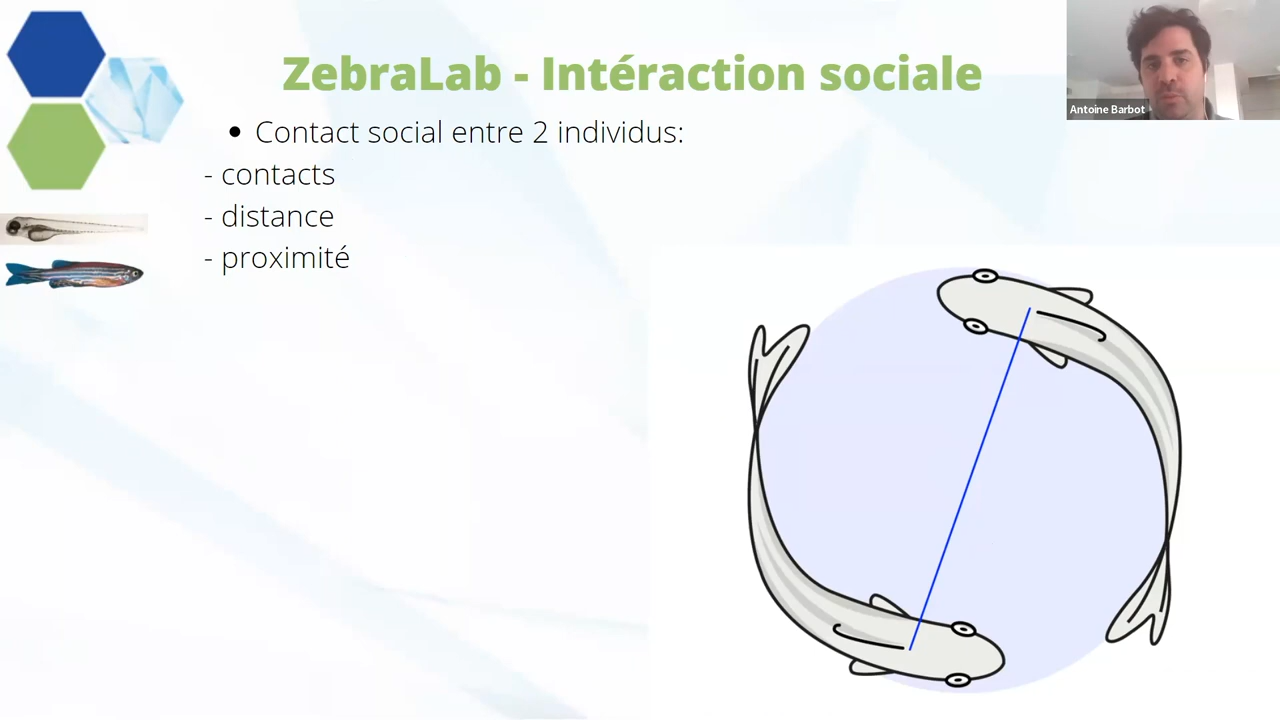 ZebraLab - Intéraction sociale
Antoine Barbot
• Contact social entre 2 individus:
- contacts
- distance
- proximité